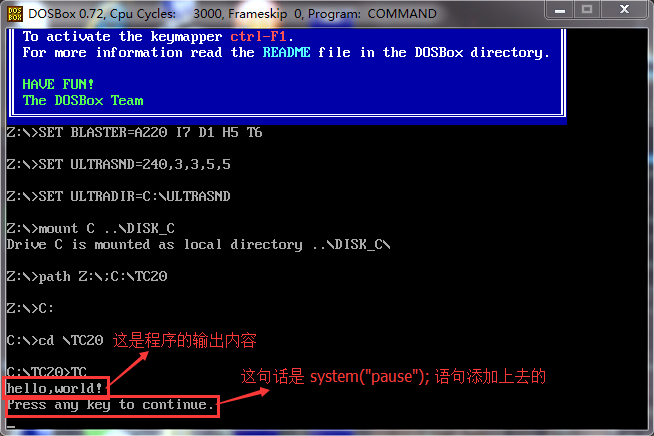 DOSBox 0.72, Cpu Cycles: 3000, Frameskip 0, Program: COMMAND
To activate the keymapper ctrl-F1.
For more information read the README file in the DOSBox directory.
HAVE FUN!
The DOSBox Team
Z:\>SET BLASTER=A220 I7 D1 H5 T6
Z:\>SET ULTRASND=240,3,3,5,5
Z:\>SET ULTRADIR=C:\ULTRASND
Z:\>mount C ..\DISK_C
Drive C is mounted as local directory ..\DISK_C\
Z:\>path Z:\;C:\TC20
Z:\>C:
C:\>cd \TC20 这是程序的输出内容
C:\TC20>TC
hello,world!
这句话是 system("pause"); 语句添加上去的
Press any key to continue.